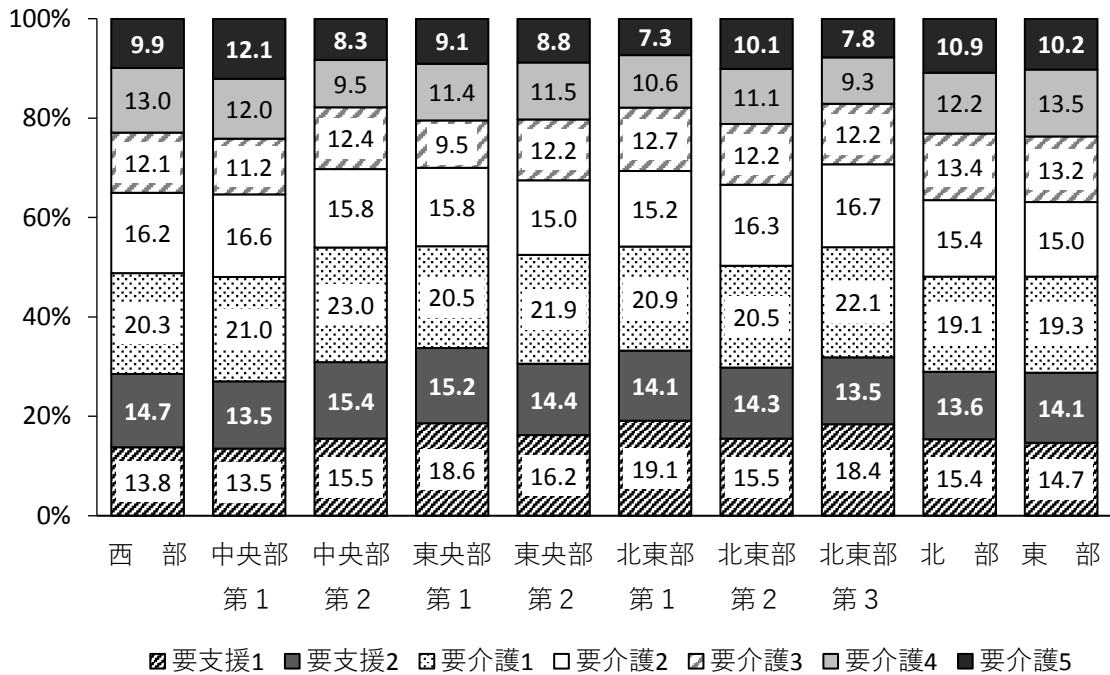 100%
9.9 12.1 8.3 9.1 8.8 7.3 10.1 7.8 10.9 10.2
13.0 12.0 9.5 11.4 11.5 10.6 11.1 9.3 12.2 13.5
80%
12.1 11.2 12.4 9.5 12.2 12.7 12.2 12.2 13.4 13.2
60%
16.2 16.6 15.8 15.8 15.0 15.2 16.3 16.7 15.4 15.0
40%
20.3 21.0 23.0 20.5 21.9 20.9 20.5 22.1 19.1 19.3
20%
14.7 13.5 15.4 15.2 14.4 14.1 14.3 13.5 13.6 14.1
13.8 13.5 15.5 18.6 16.2 19.1 15.5 18.4 15.4 14.7
0%
西　部 中央部 中央部 東央部 東央部 北東部 北東部 北東部 北　部 東　部
第1 第2 第1 第2 第1 第2 第3
要支援1 要支援2 要介護1 要介護2 要介護3 要介護4 要介護5